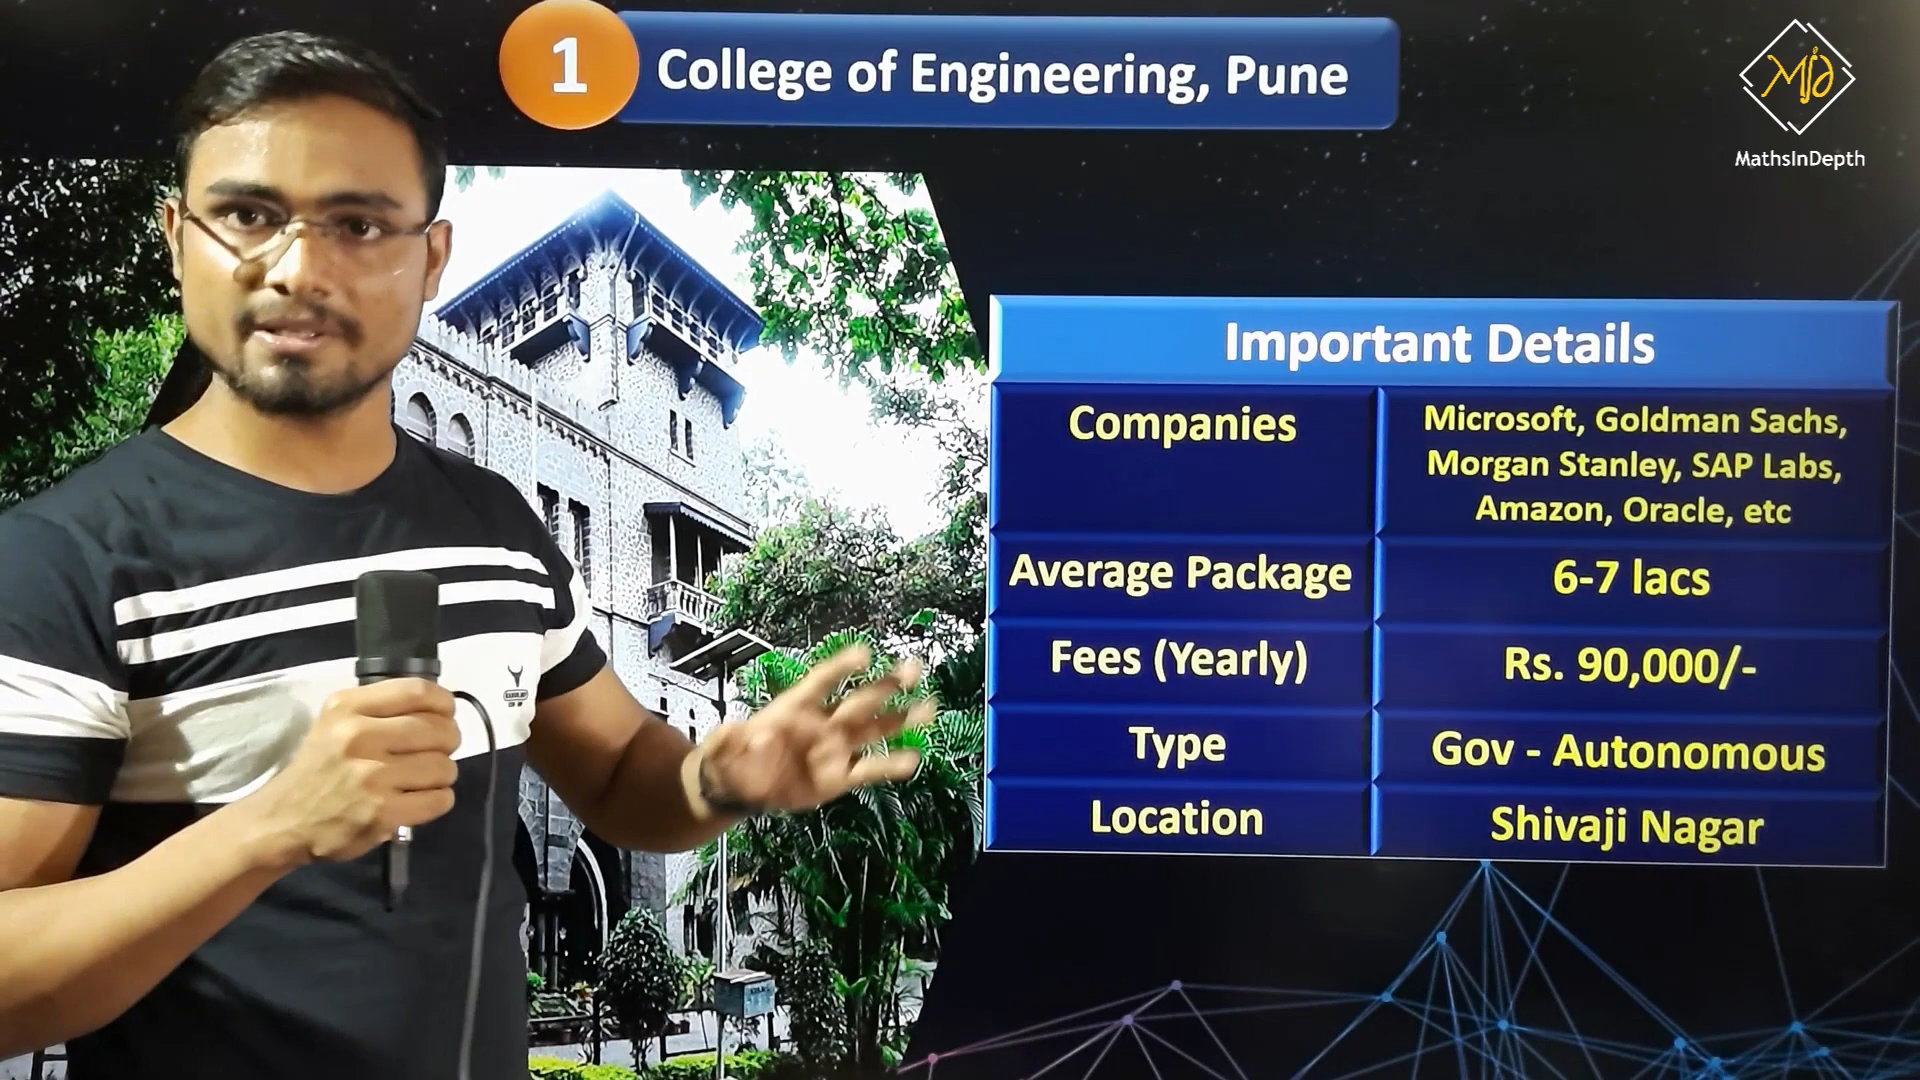 1
College of Engineering, Pune
MathsInDepth
Important Details
Companies
Microsoft, Goldman Sachs,
Morgan Stanley, SAP Labs,
Amazon, Oracle, etc
Average Package
6-7 lacs
Fees (Yearly)
Rs. 90,000/-
Type
Gov - Autonomous
Location
Shivaji Nagar